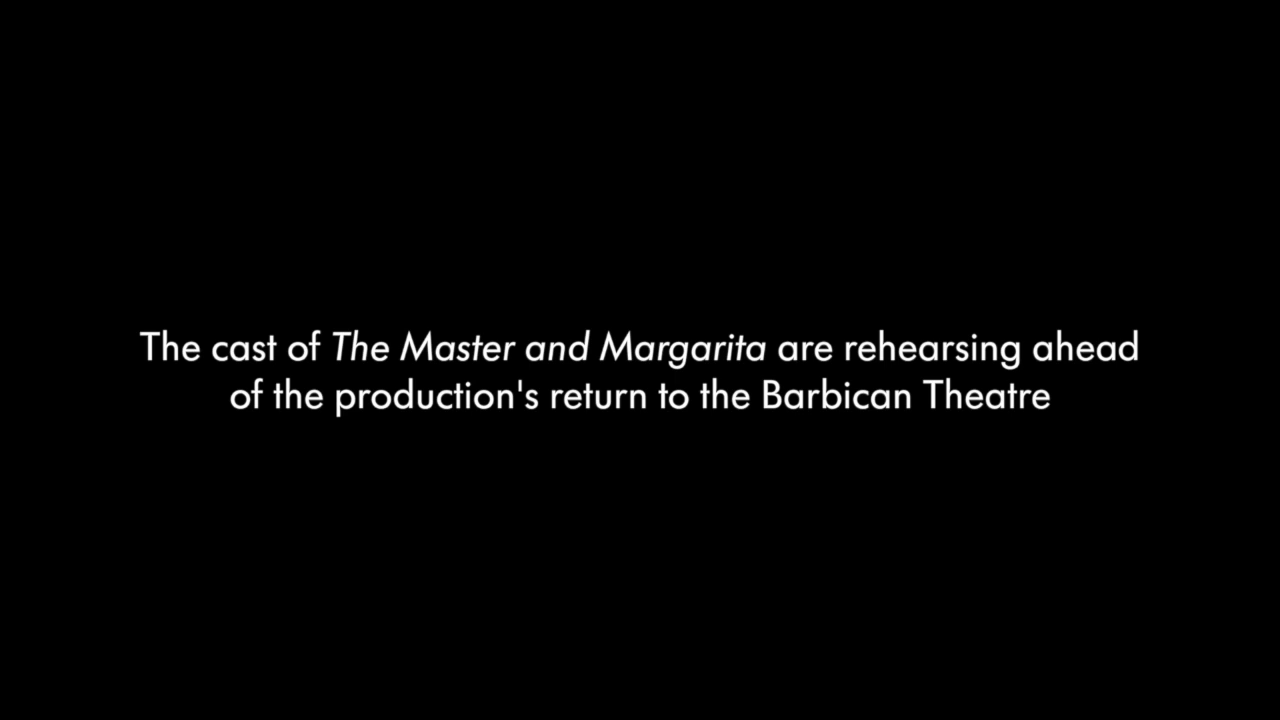 The cast of The Master and Margarita are rehearsing ahead
of the production's return to the Barbican Theatre